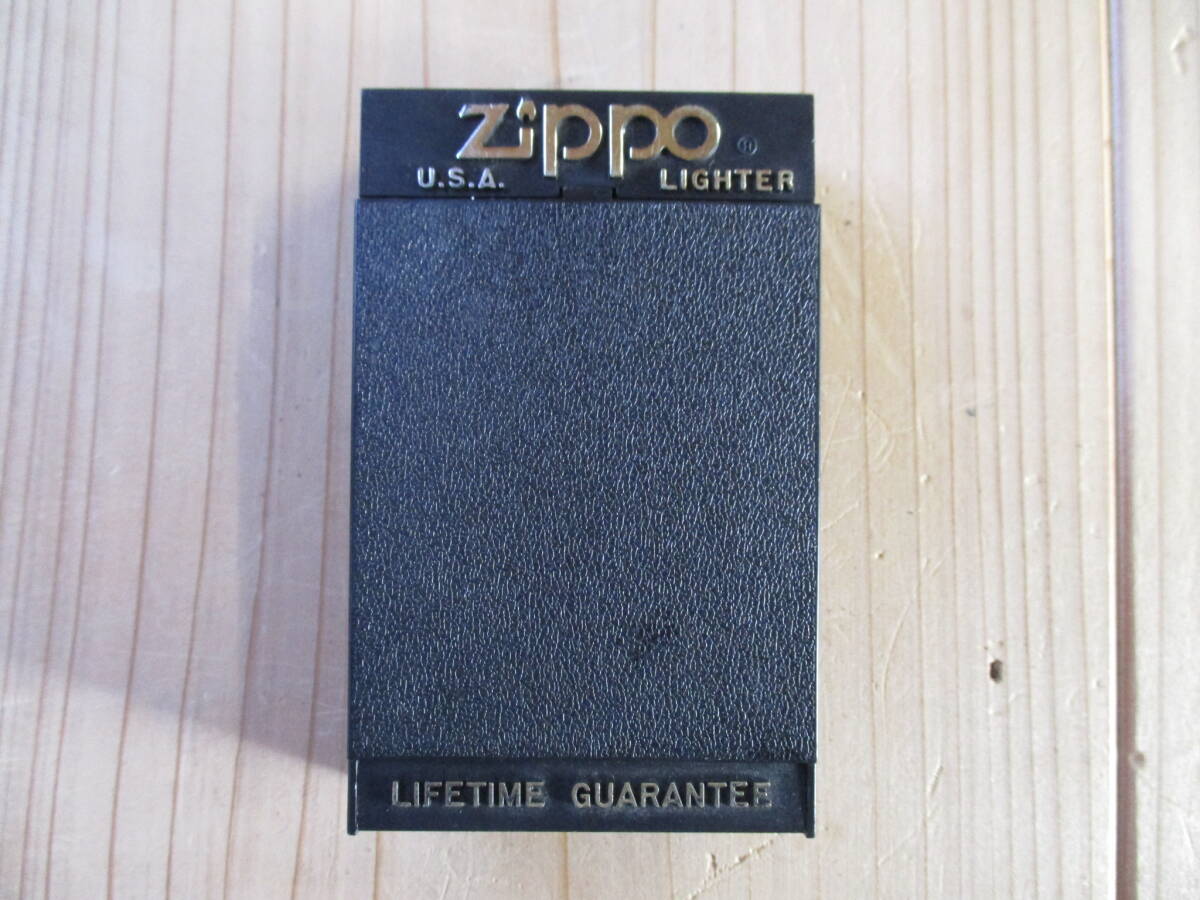 Zippo ®
U.S.A. LIGHTER
LIFETIME GUARANTEE